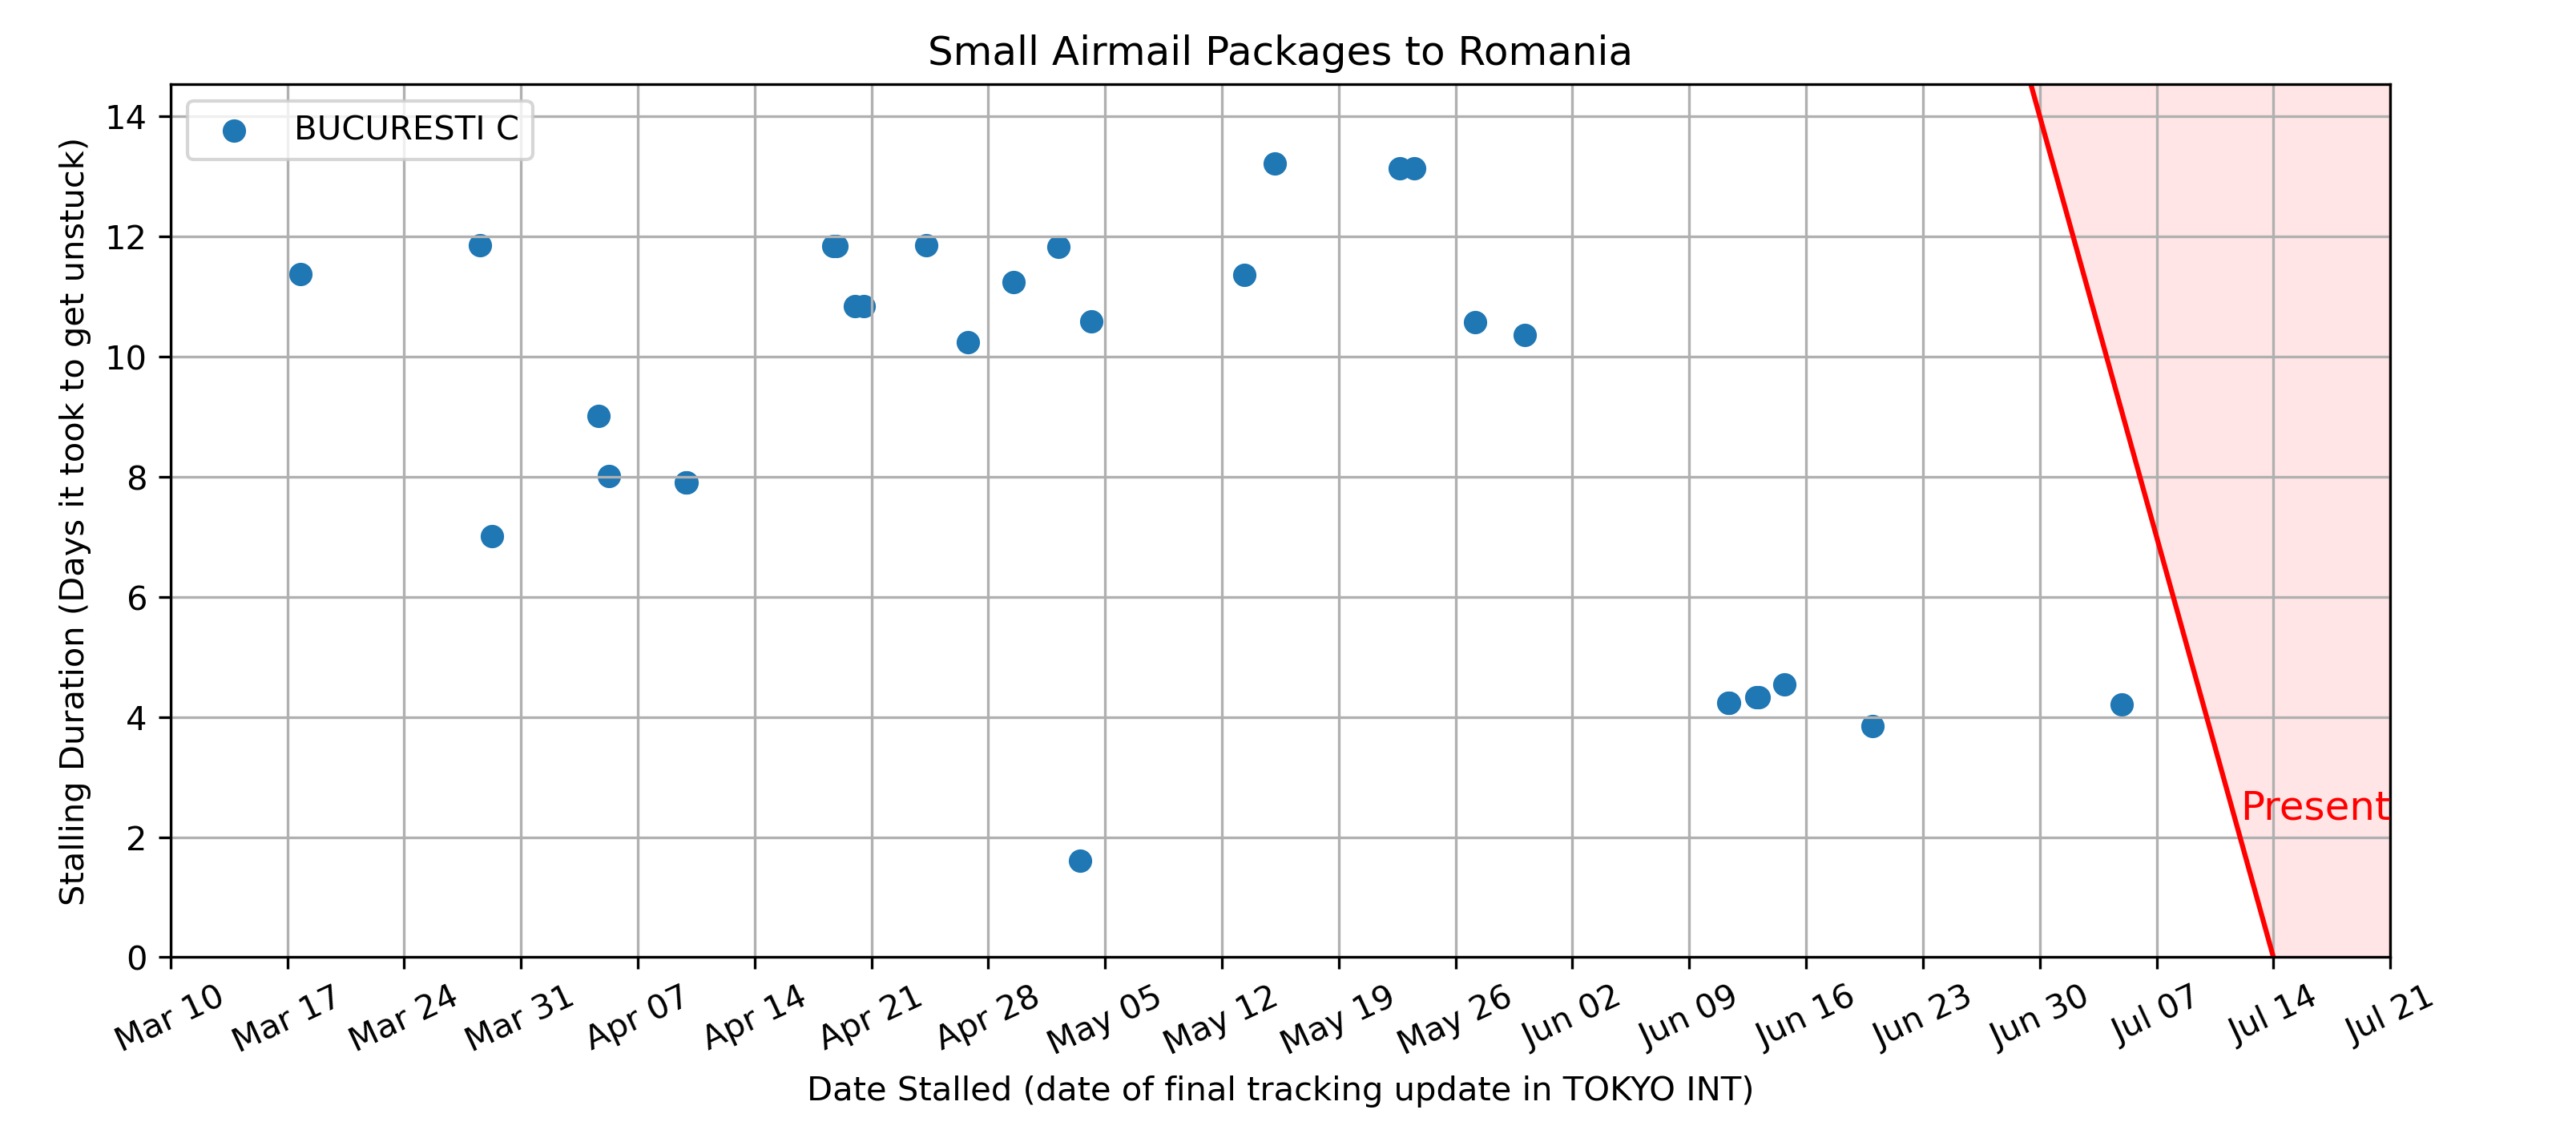 Small Airmail Packages to Romania
BUCURESTI C
Stalling Duration (Days it took to get unstuck)
14
12
10
8
6
4
2
0
Present
Mar 10
Mar 17
Mar 24
Mar 31
Apr 07
Apr 14
Apr 21
Apr 28
May 05
May 12
May 19
May 26
Jun 02
Jun 09
Jun 16
Jun 23
Jun 30
Jul 07
Jul 14
Jul 21
Date Stalled (date of final tracking update in TOKYO INT)